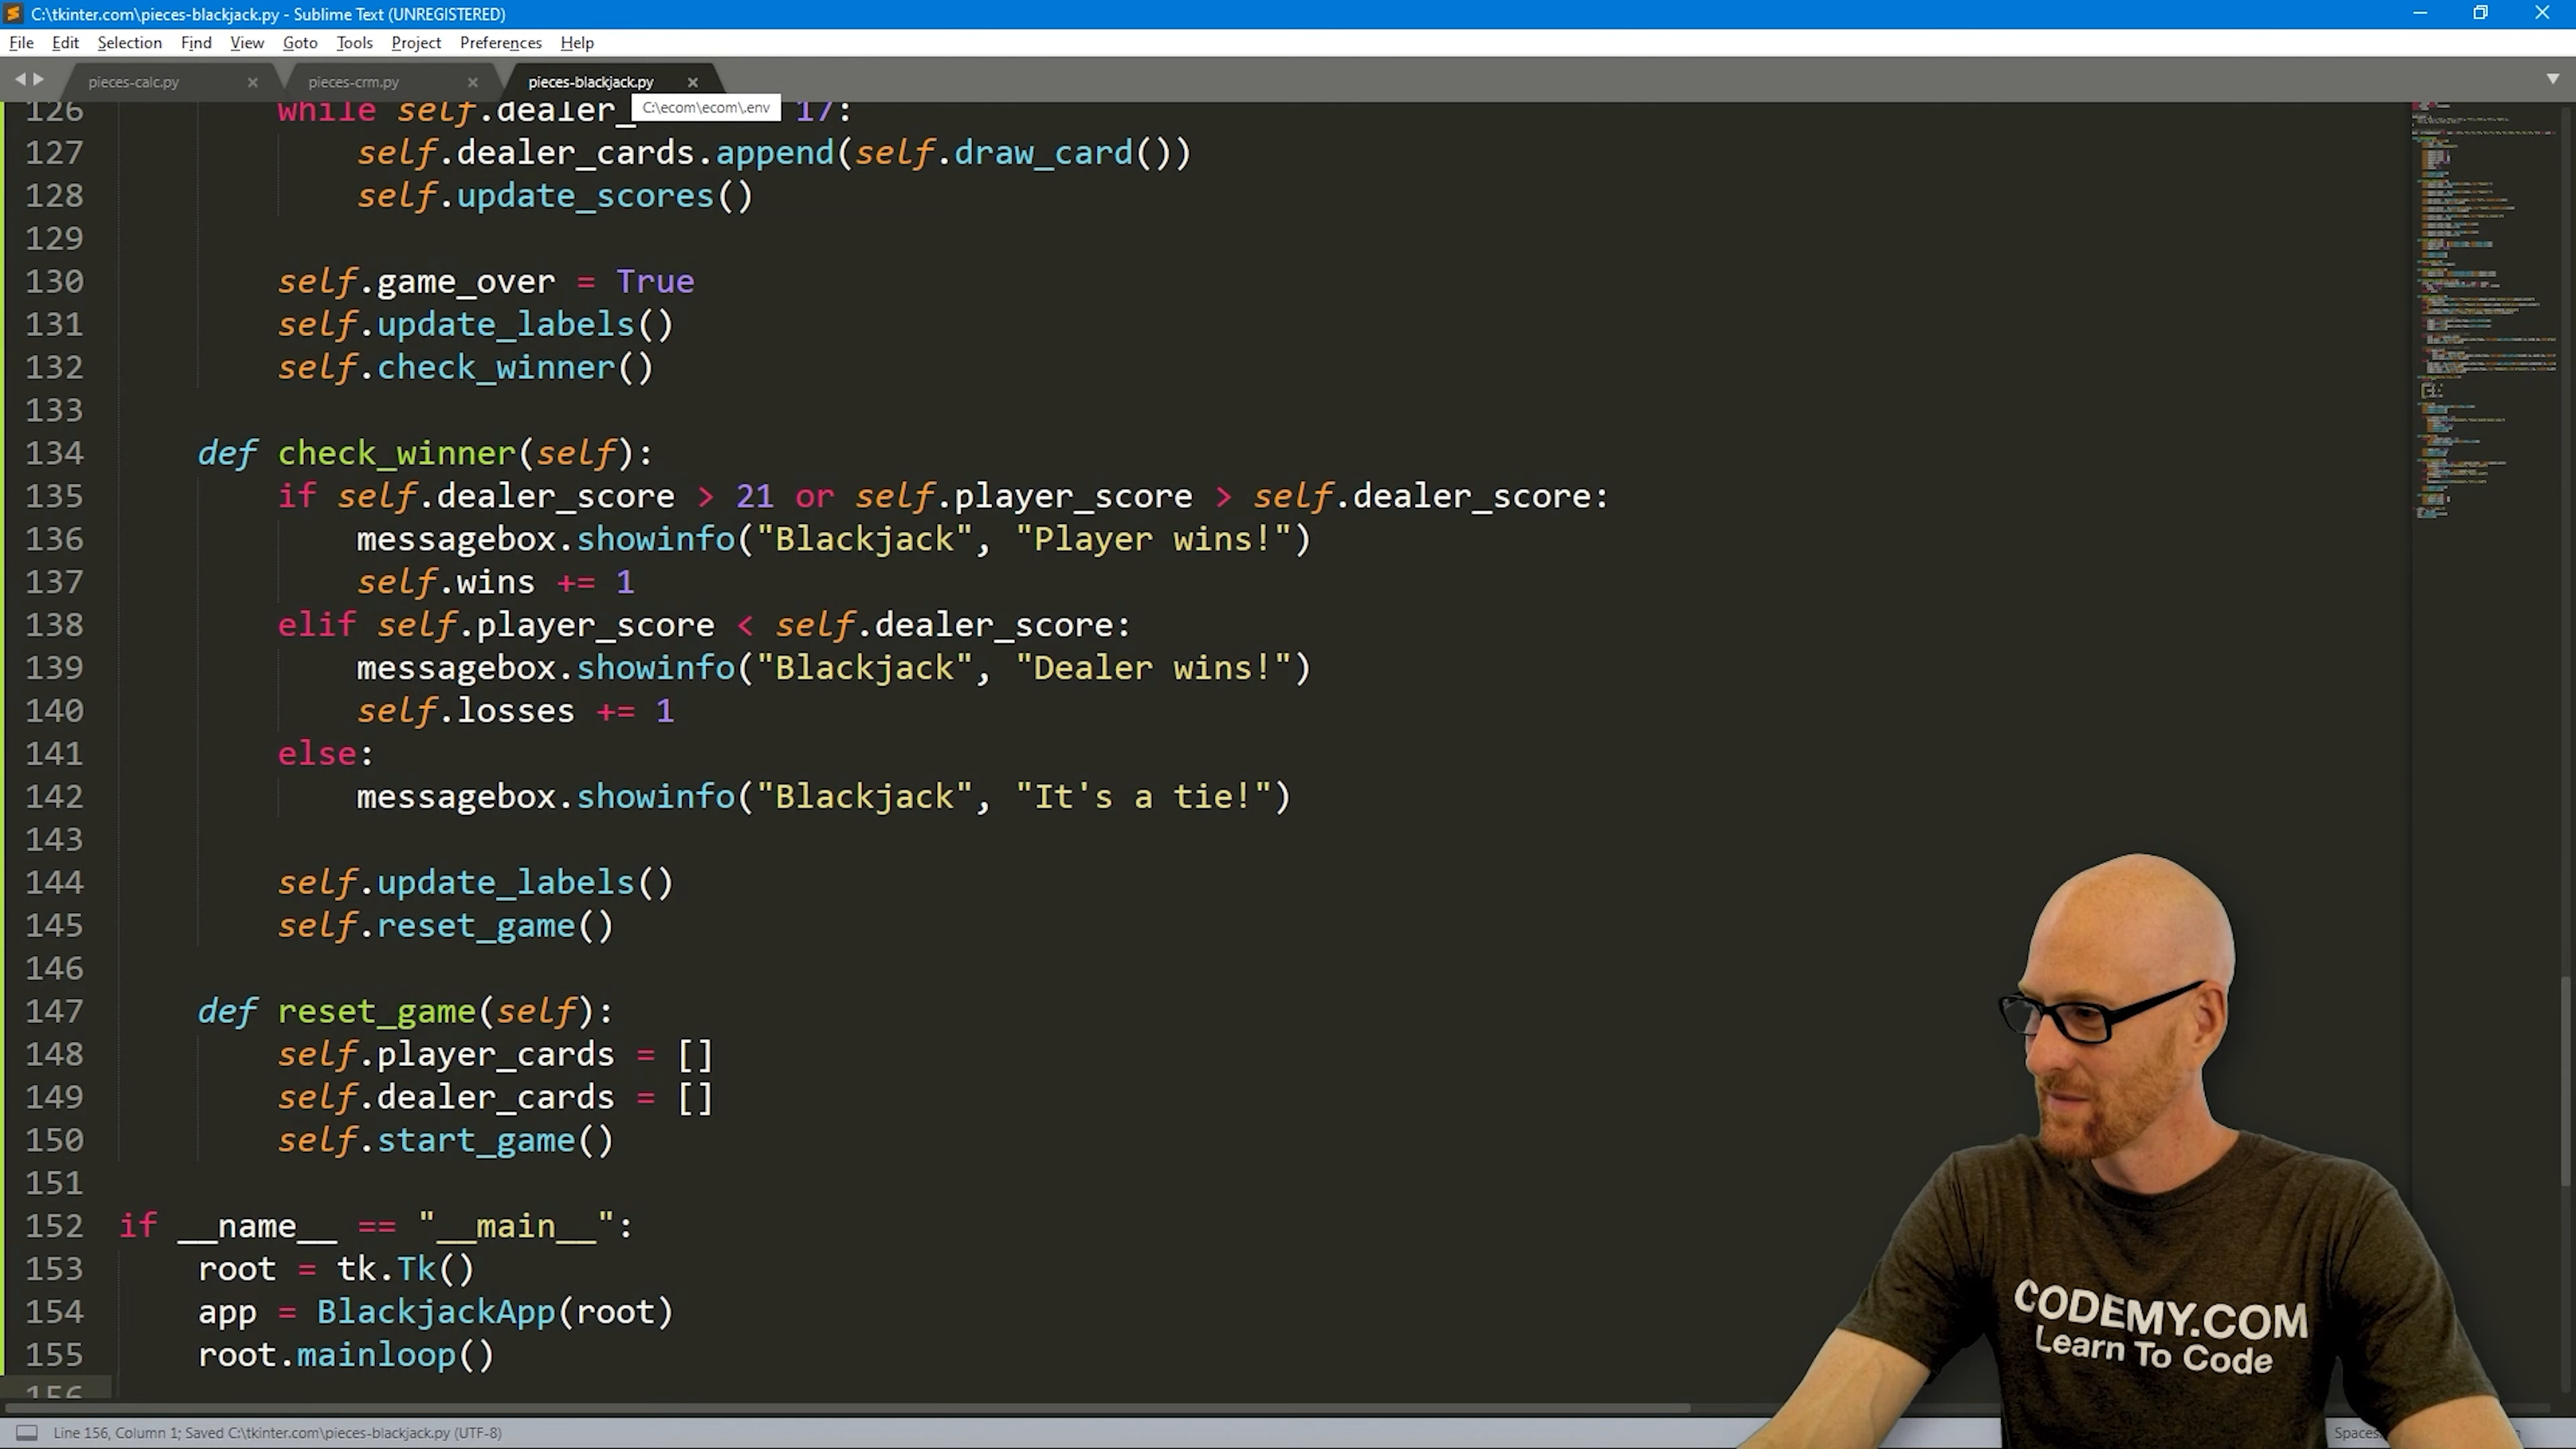 C:\tkinter.com\pieces-blackjack.py - Sublime Text (UNREGISTERED)
File Edit Selection Find View Goto Tools Project Preferences Help
pieces-calc.py pieces-crm.py pieces-blackjack.py
C:\ecom\ecom\.env
126 while self.dealer_ 17:
127 self.dealer_cards.append(self.draw_card())
128 self.update_scores()
129
130 self.game_over = True
131 self.update_labels()
132 self.check_winner()
133
134 def check_winner(self):
135 if self.dealer_score > 21 or self.player_score > self.dealer_score:
136 messagebox.showinfo("Blackjack", "Player wins!")
137 self.wins += 1
138 elif self.player_score < self.dealer_score:
139 messagebox.showinfo("Blackjack", "Dealer wins!")
140 self.losses += 1
141 else:
142 messagebox.showinfo("Blackjack", "It's a tie!")
143
144 self.update_labels()
145 self.reset_game()
146
147 def reset_game(self):
148 self.player_cards = []
149 self.dealer_cards = []
150 self.start_game()
151
152 if __name__ == "__main__":
153 root = tk.Tk()
154 app = BlackjackApp(root)
155 root.mainloop()
156
CODEMY.COM
Learn To Code
Line 156, Column 1; Saved C:\tkinter.com\pieces-blackjack.py (UTF-8)